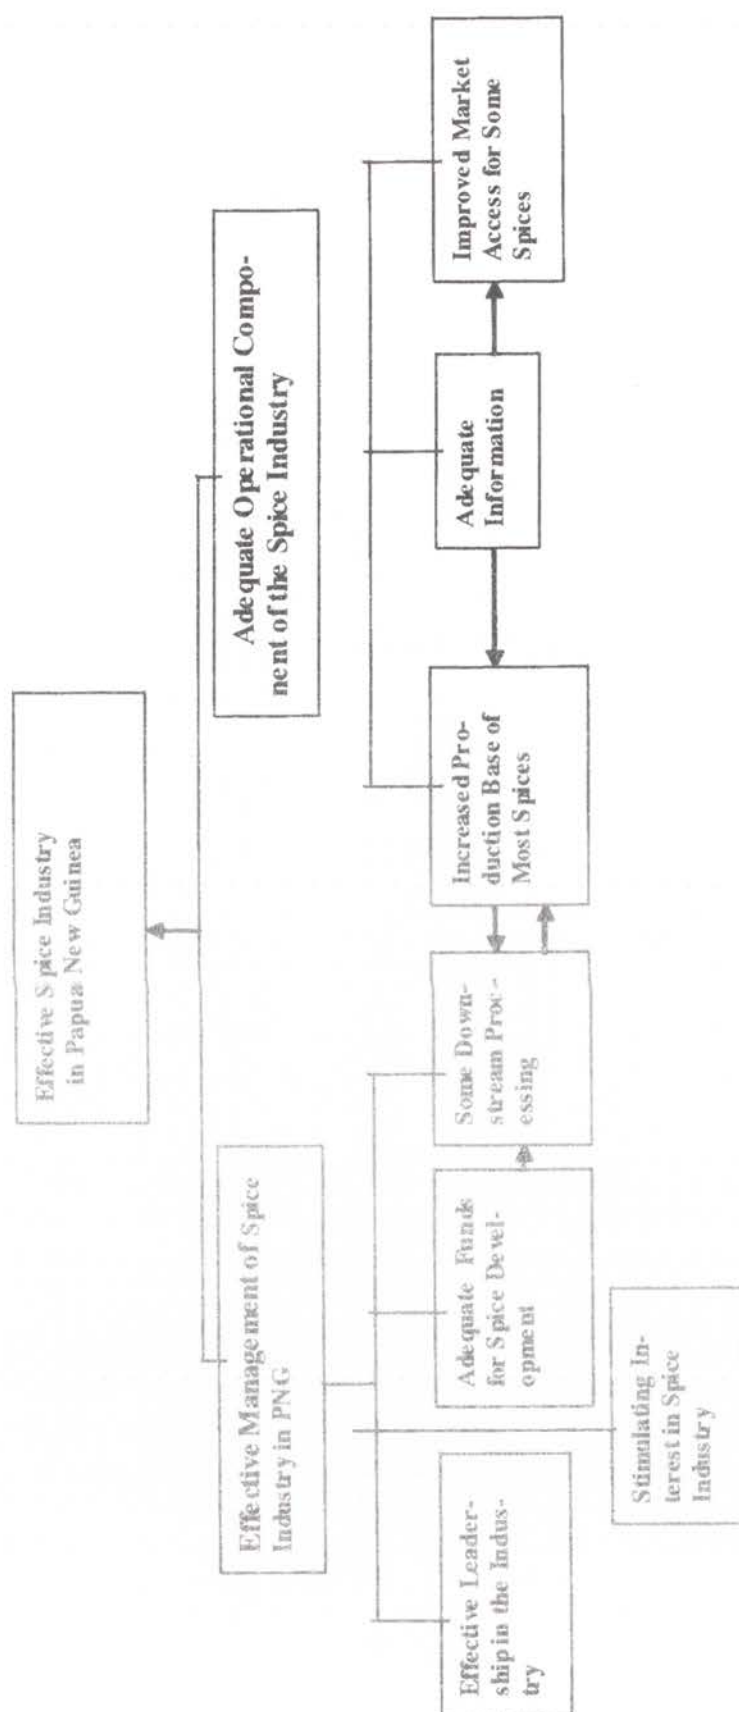 Effective Spice Industry
in Papua New Guinea
Effective Management of Spice
Industry in PNG
Adequate Operational Compo-
nent of the Spice Industry
Effective Leader-
ship in the Indus-
try
Stimulating In-
terest in Spice
Industry
Adequate Funds
for Spice Devel-
opment
Some Down-
stream Proc-
essing
Increased Pro-
duction Base of
Most Spices
Adequate
Information
Improved Market
Access for Some
Spices